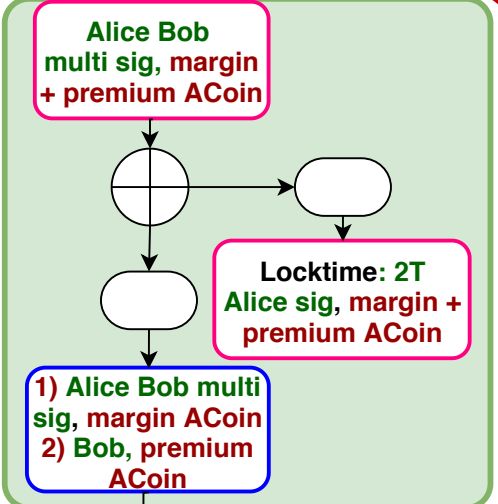 Alice Bob
multi sig, margin
+ premium ACoin
Locktime: 2T
Alice sig, margin +
premium ACoin
1) Alice Bob multi
sig, margin ACoin
2) Bob, premium
ACoin